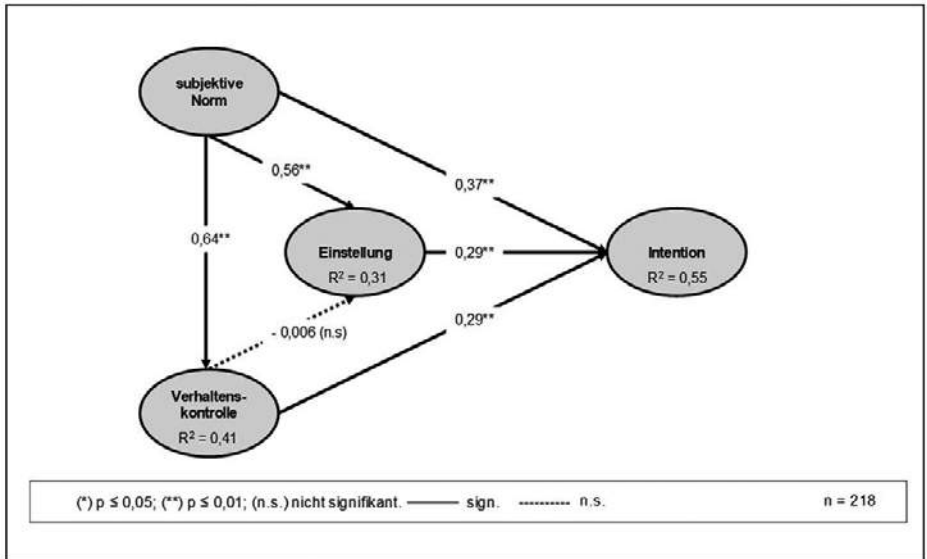 subjektive
Norm
0,56**
0,37**
0,64**
Einstellung
R² = 0,31
0,29**
Intention
R² = 0,55
- 0,006 (n.s)
0,29**
Verhaltens-
kontrolle
R² = 0,41
(*) p ≤ 0,05; (**) p ≤ 0,01; (n.s.) nicht signifikant. sign. n.s. n = 218